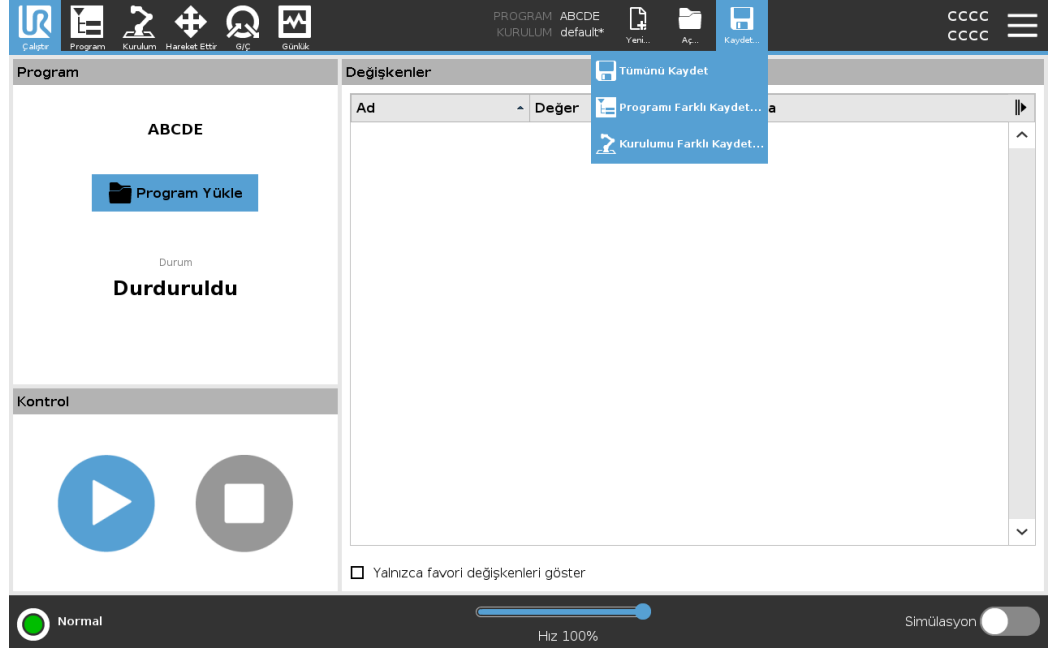 PROGRAM ABCDE
KURULUM default*
CCCC
CCCC
Çalıştır
Program
Kurulum
Hareket Ettir
G/Ç
Günlük
Yeni...
Aç...
Kaydet...
Program
Değişkenler
Tümünü Kaydet
Programı Farklı Kaydet...
Kurulumu Farklı Kaydet...
Ad
Değer
a
ABCDE
Program Yükle
Durum
Durduruldu
Kontrol
Yalnızca favori değişkenleri göster
Normal
Hız 100%
Simülasyon